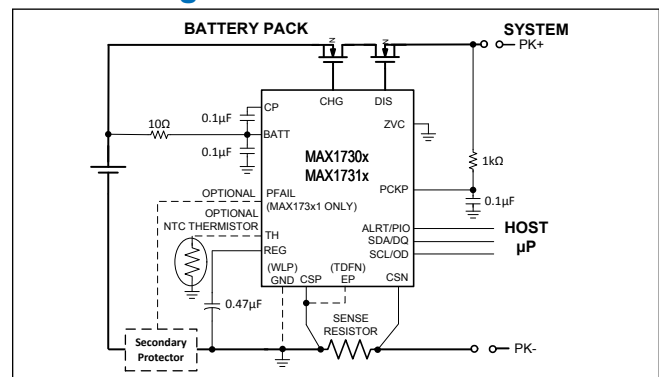 BATTERY PACK
SYSTEM
N
N
PK+
CHG
DIS
CP
0.1µF
10Ω
BATT
ZVC
0.1µF
MAX1730x
MAX1731x
1kΩ
OPTIONAL
PFAIL
(MAX173x1 ONLY)
PCKP
0.1µF
OPTIONAL
NTC THERMISTOR
TH
ALRT/PIO
HOST
SDA/DQ
µP
REG
SCL/OD
(WLP)
GND
CSP
(TDFN)
EP
CSN
0.47µF
SENSE
RESISTOR
Secondary
Protector
PK-